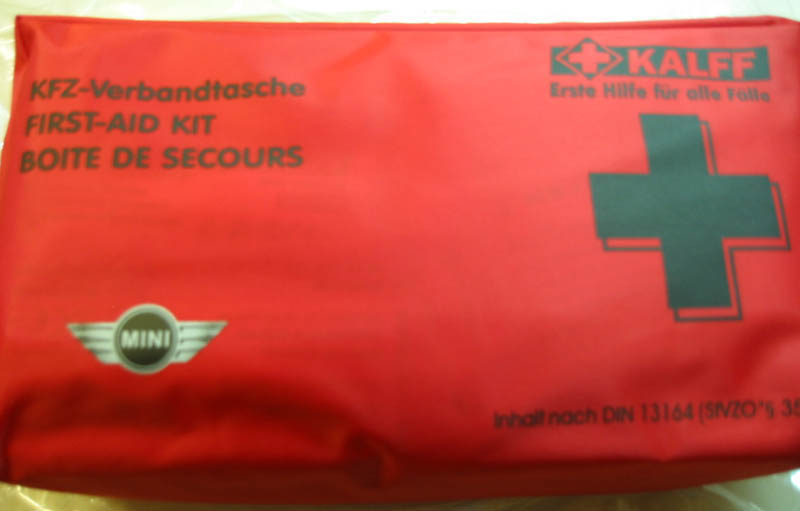 KFZ-Verbandtasche
FIRST-AID KIT
BOITE DE SECOURS
KALFF
Erste Hilfe für alle Fälle
MINI
Inhalt nach DIN 13164 (StVZO*§ 35